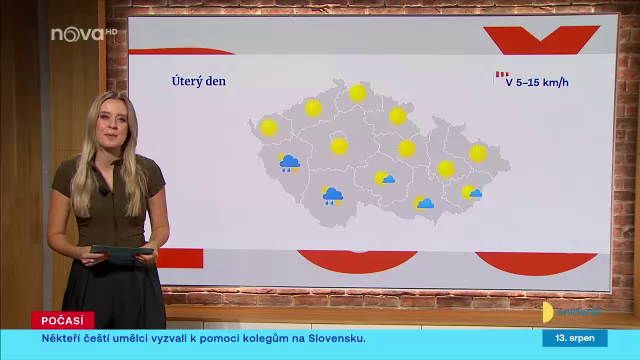 nova HD
Úterý den
V 5–15 km/h
POČASÍ
Někteří čeští umělci vyzvali k pomoci kolegům na Slovensku.
13. srpen